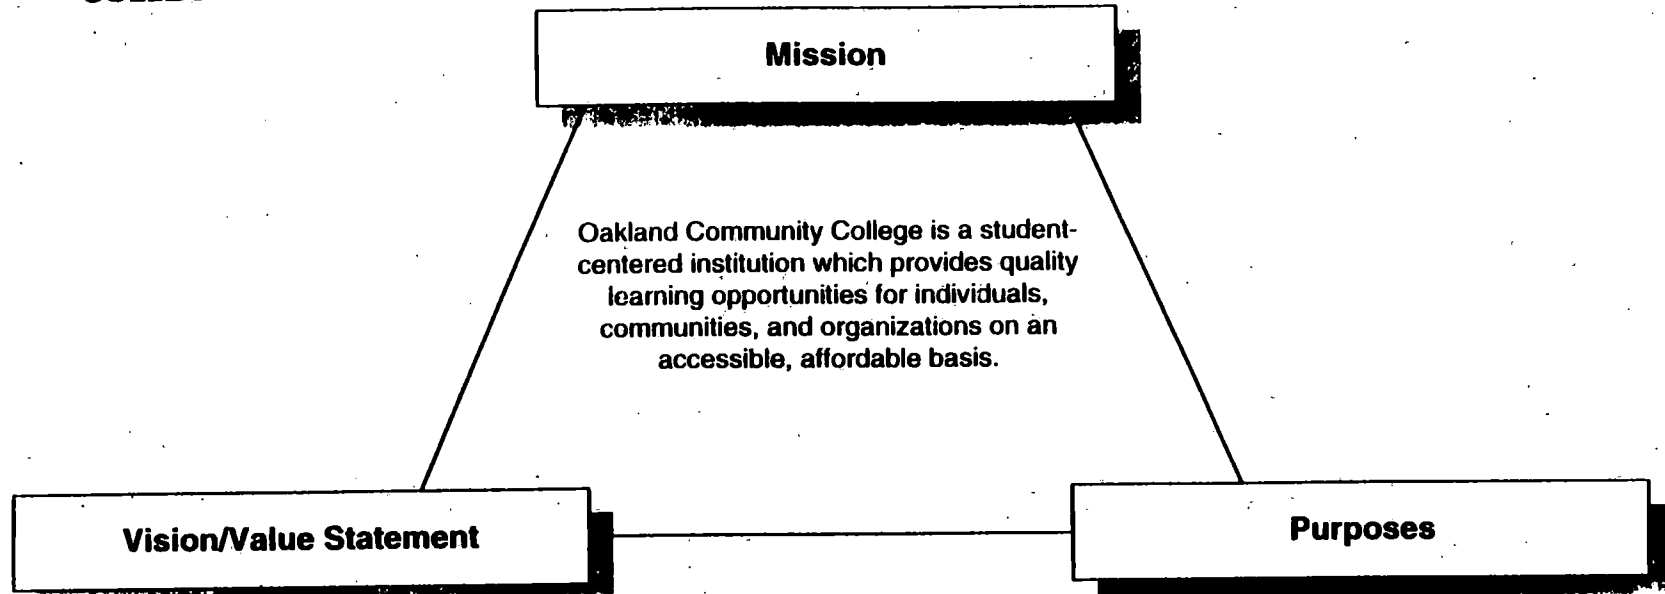 Mission
Oakland Community College is a student-
centered institution which provides quality
learning opportunities for individuals,
communities, and organizations on an
accessible, affordable basis.
Vision/Value Statement
Purposes